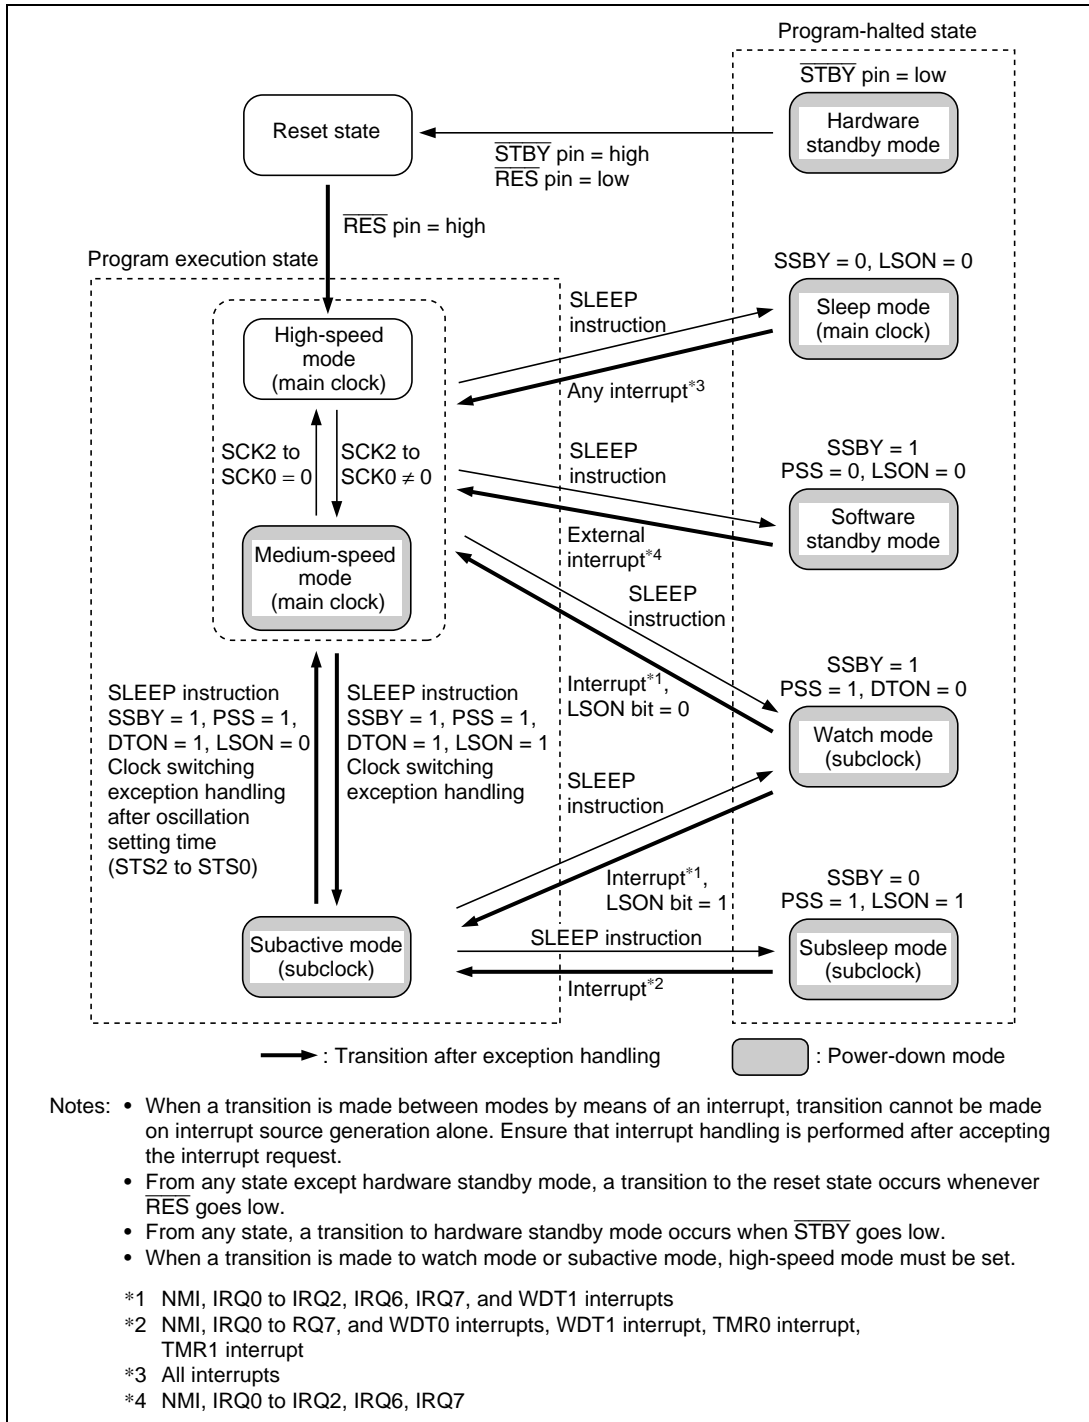 Program-halted state
STBY pin = low
Hardware
standby mode
Reset state
STBY pin = high
RES pin = low
RES pin = high
Program execution state
SSBY = 0, LSON = 0
Sleep mode
(main clock)
SLEEP
instruction
Any interrupt*3
High-speed
mode
(main clock)
SCK2 to
SCK0 = 0
SCK2 to
SCK0 ≠ 0
SLEEP
instruction
SSBY = 1
PSS = 0, LSON = 0
Software
standby mode
External
interrupt*4
Medium-speed
mode
(main clock)
SLEEP
instruction
Interrupt*1,
LSON bit = 0
SSBY = 1
PSS = 1, DTON = 0
Watch mode
(subclock)
SLEEP instruction
SSBY = 1, PSS = 1,
DTON = 1, LSON = 0
Clock switching
exception handling
after oscillation
setting time
(STS2 to STS0)
SLEEP instruction
SSBY = 1, PSS = 1,
DTON = 1, LSON = 1
Clock switching
exception handling
SLEEP
instruction
Interrupt*1,
LSON bit = 1
SSBY = 0
PSS = 1, LSON = 1
Subactive mode
(subclock)
SLEEP instruction
Interrupt*2
Subsleep mode
(subclock)
: Transition after exception handling
: Power-down mode
Notes: • When a transition is made between modes by means of an interrupt, transition cannot be made
on interrupt source generation alone. Ensure that interrupt handling is performed after accepting
the interrupt request.
• From any state except hardware standby mode, a transition to the reset state occurs whenever
RES goes low.
• From any state, a transition to hardware standby mode occurs when STBY goes low.
• When a transition is made to watch mode or subactive mode, high-speed mode must be set.
*1 NMI, IRQ0 to IRQ2, IRQ6, IRQ7, and WDT1 interrupts
*2 NMI, IRQ0 to RQ7, and WDT0 interrupts, WDT1 interrupt, TMR0 interrupt,
TMR1 interrupt
*3 All interrupts
*4 NMI, IRQ0 to IRQ2, IRQ6, IRQ7